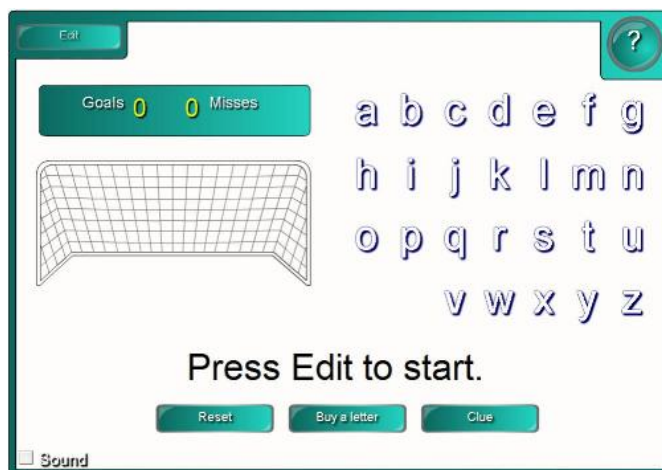 Edit
?
Goals 0 0 Misses
a b c d e f g
h i j k l m n
o p q r s t u
v w x y z
Press Edit to start.
Reset Buy a letter Clue
Sound